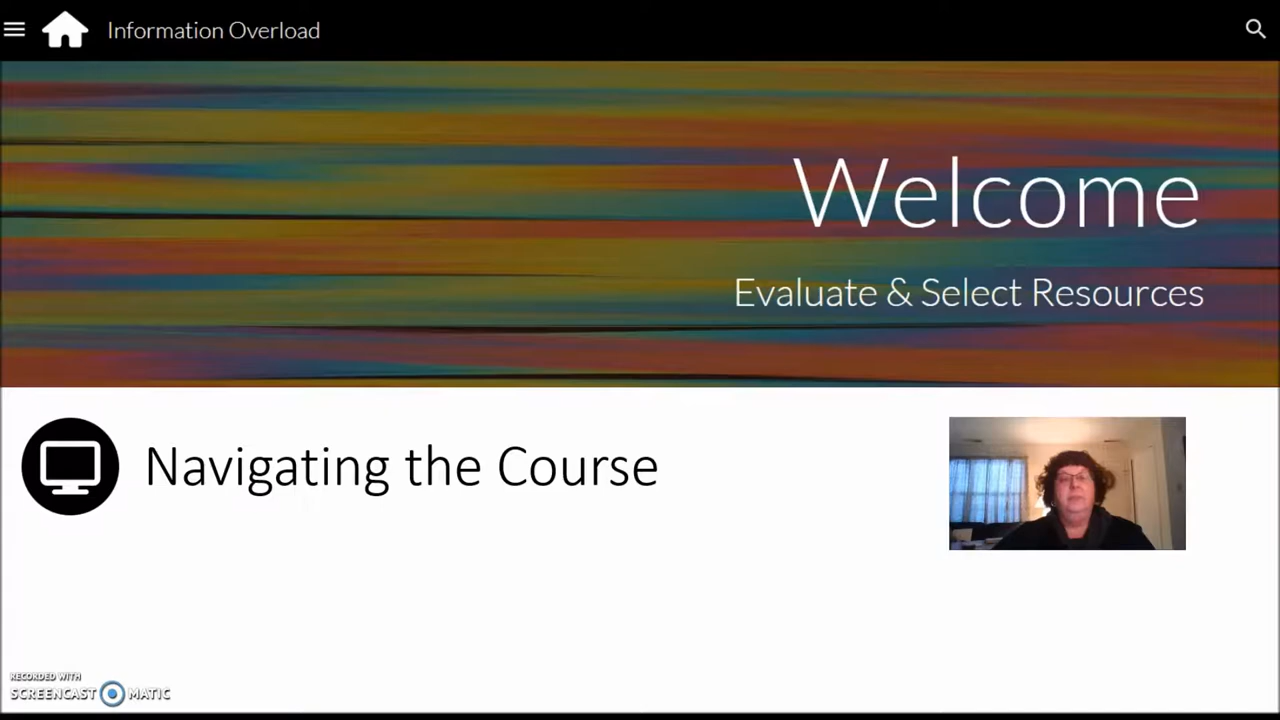 Information Overload
Welcome
Evaluate & Select Resources
Navigating the Course
RECORDED WITH
SCREENCAST MATIC